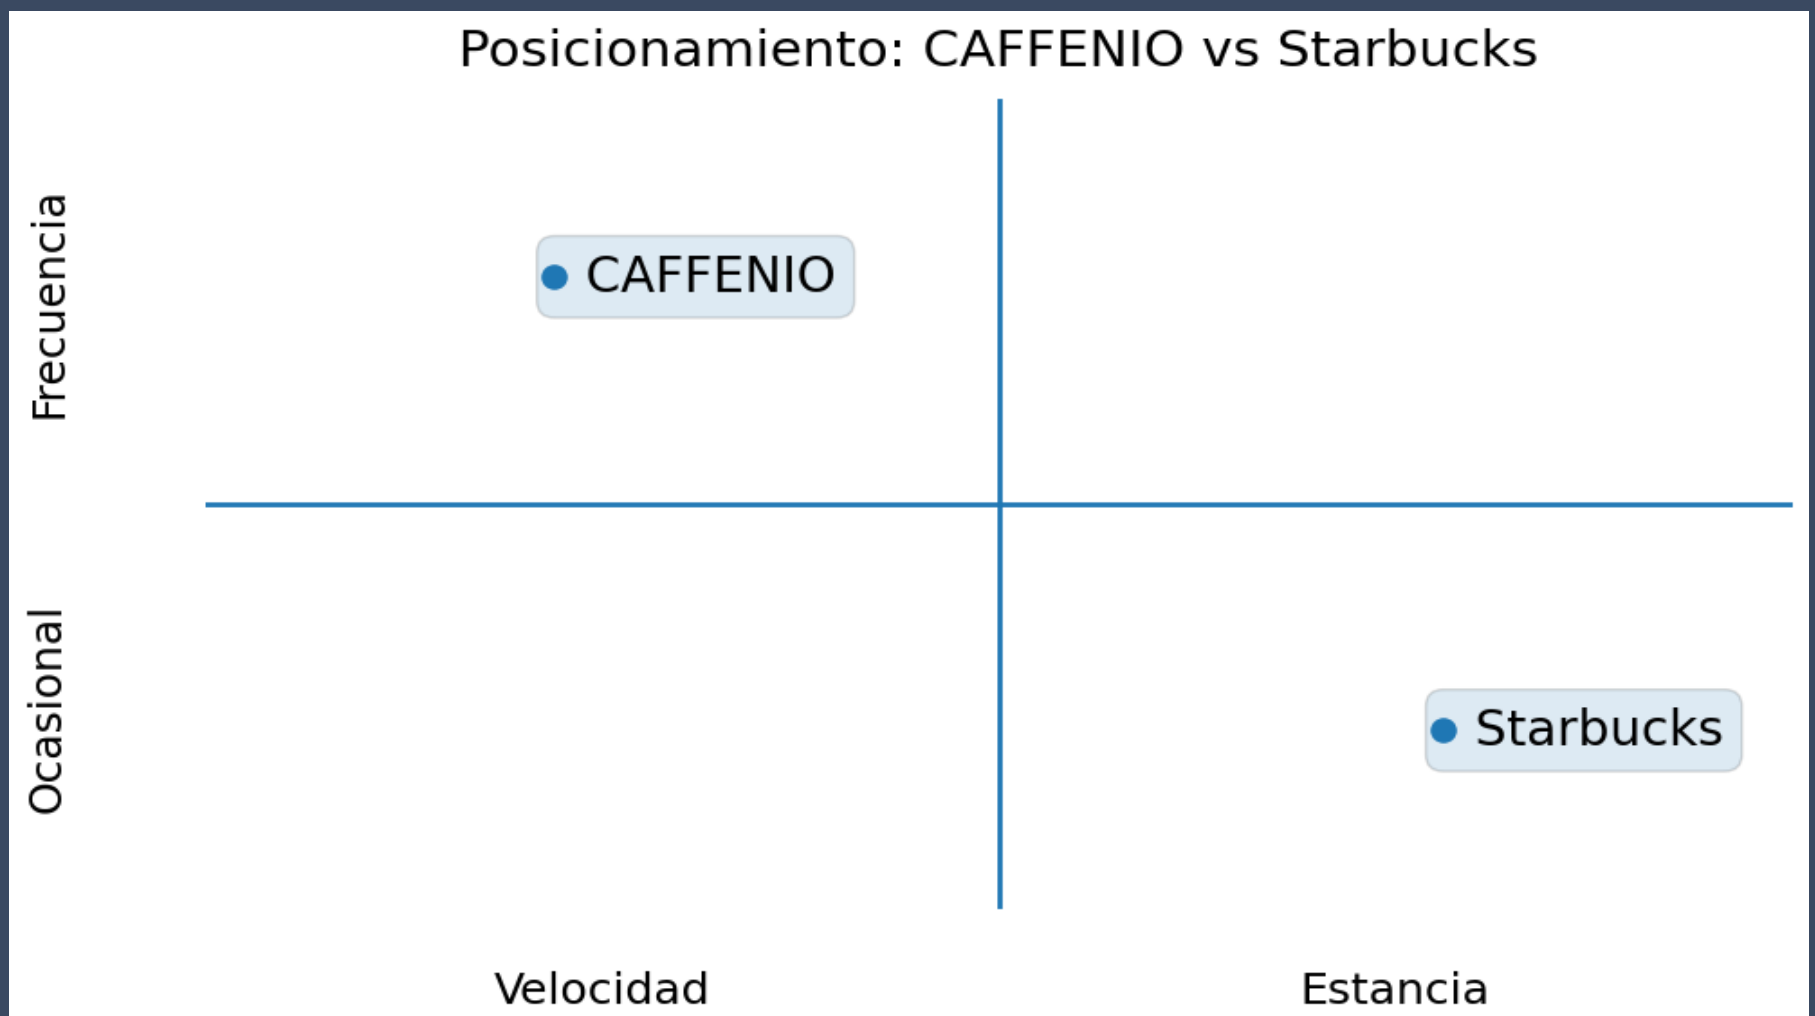 Posicionamiento: CAFFENIO vs Starbucks
Frecuencia
CAFFENIO
Ocasional
Starbucks
Velocidad
Estancia